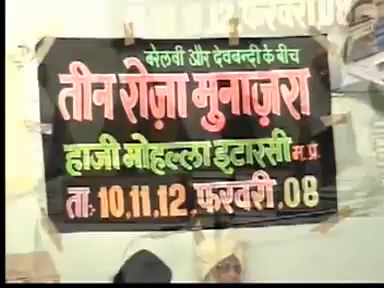 बरेलवी और देवबन्दी के बीच
तीन रोज़ा मुनाज़रा
हाजी मोहल्ला इटारसी म.प्र.
ताः 10,11,12, फरवरी, 08